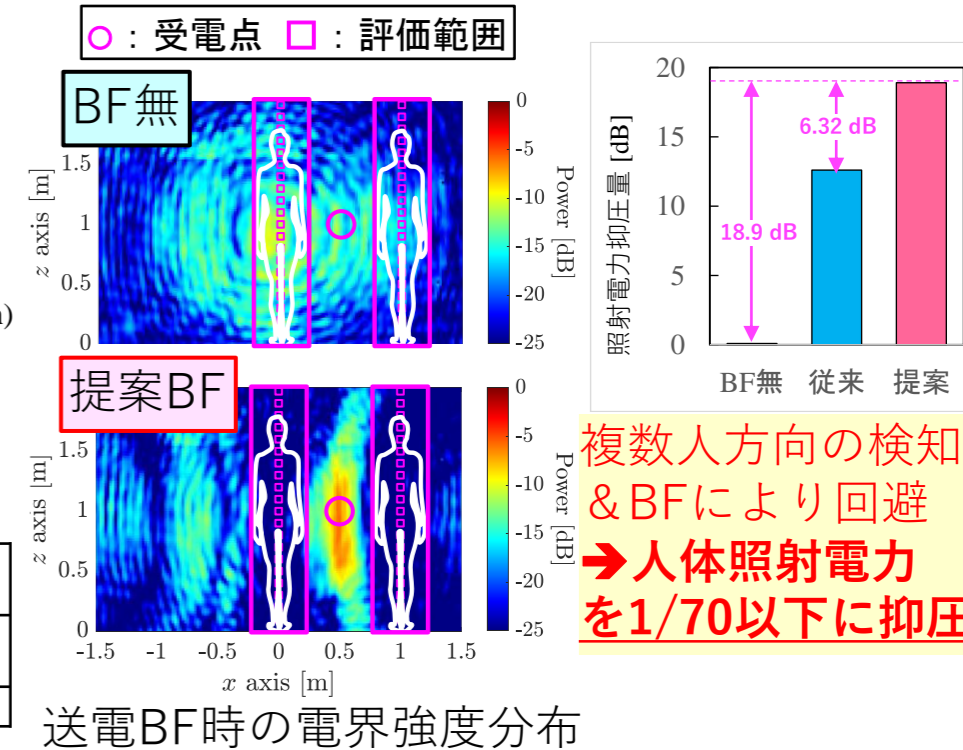 ○：受電点 □：評価範囲
BF無
1.5
1
0.5
0
z axis [m]
0
-5
-10
-15
-20
-25
Power [dB]
提案BF
1.5
1
0.5
0
z axis [m]
-1.5 -1 -0.5 0 0.5 1 1.5
x axis [m]
0
-5
-10
-15
-20
-25
Power [dB]
送電BF時の電界強度分布
照射電力抑圧量 [dB]
20
15
10
5
0
18.9 dB
6.32 dB
BF無 従来 提案
複数人方向の検知
＆BFにより回避
➔人体照射電力
を1/70以下に抑圧